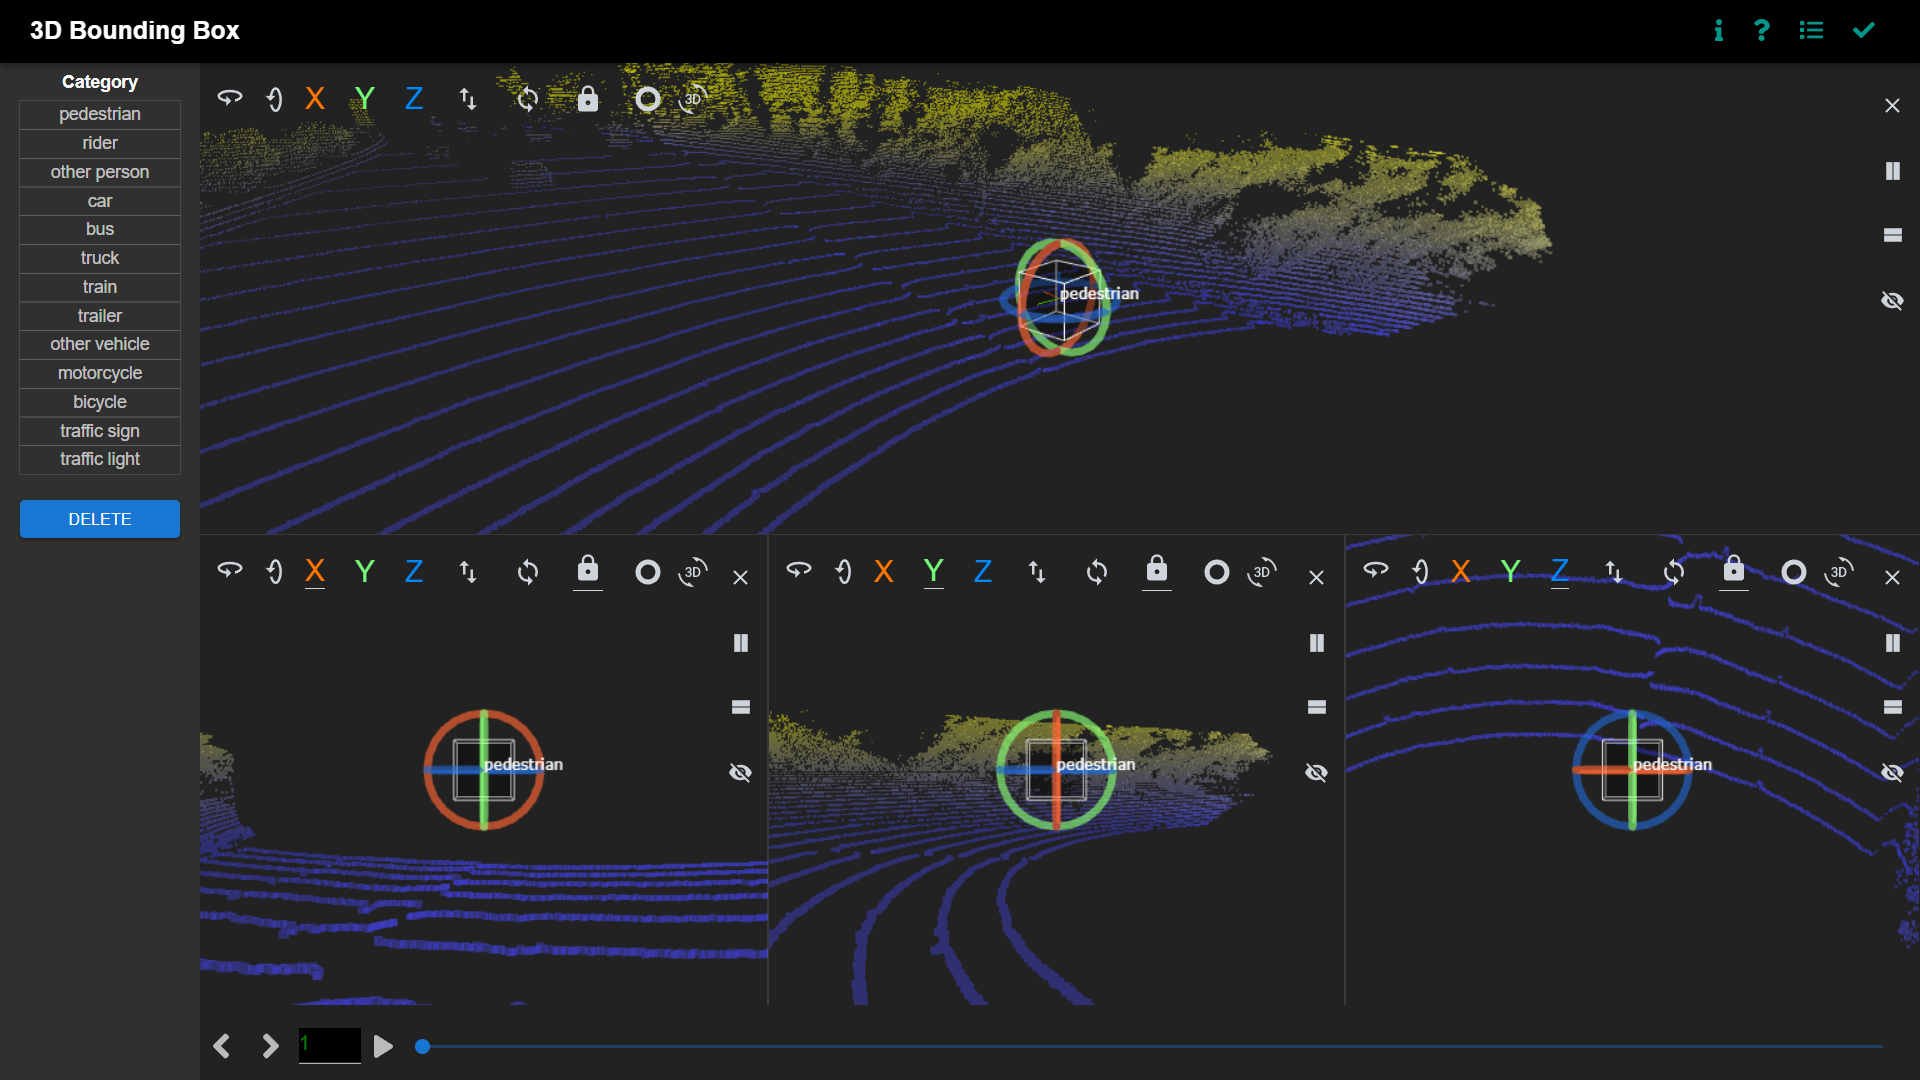 3D Bounding Box
Category
pedestrian
rider
other person
car
bus
truck
train
trailer
other vehicle
motorcycle
bicycle
traffic sign
traffic light
DELETE
X Y Z 3D
pedestrian
X Y Z 3D
pedestrian
X Y Z 3D
pedestrian
X Y Z 3D
pedestrian
1